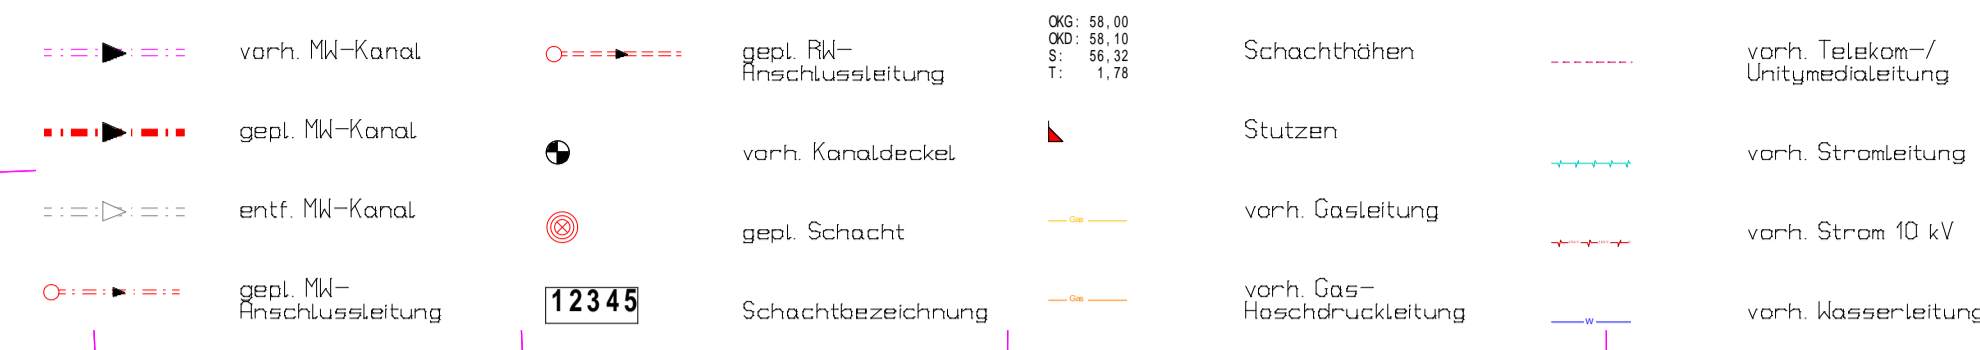 vorh. MW-Kanal
gepl. MW-Kanal
entf. MW-Kanal
gepl. MW-
Anschlussleitung
gepl. RW-
Anschlussleitung
vorh. Kanaldeckel
gepl. Schacht
12345
Schachtbezeichnung
OKG: 58,00
OKD: 58,10
S: 56,32
T: 1,78
Schachthöhen
Stutzen
Gas
vorh. Gasleitung
Gas
vorh. Gas-
Hoschdruckleitung
vorh. Telekom-/
Unitymedialeitung
vorh. Stromleitung
vorh. Strom 10 kV
W
vorh. Wasserleitung